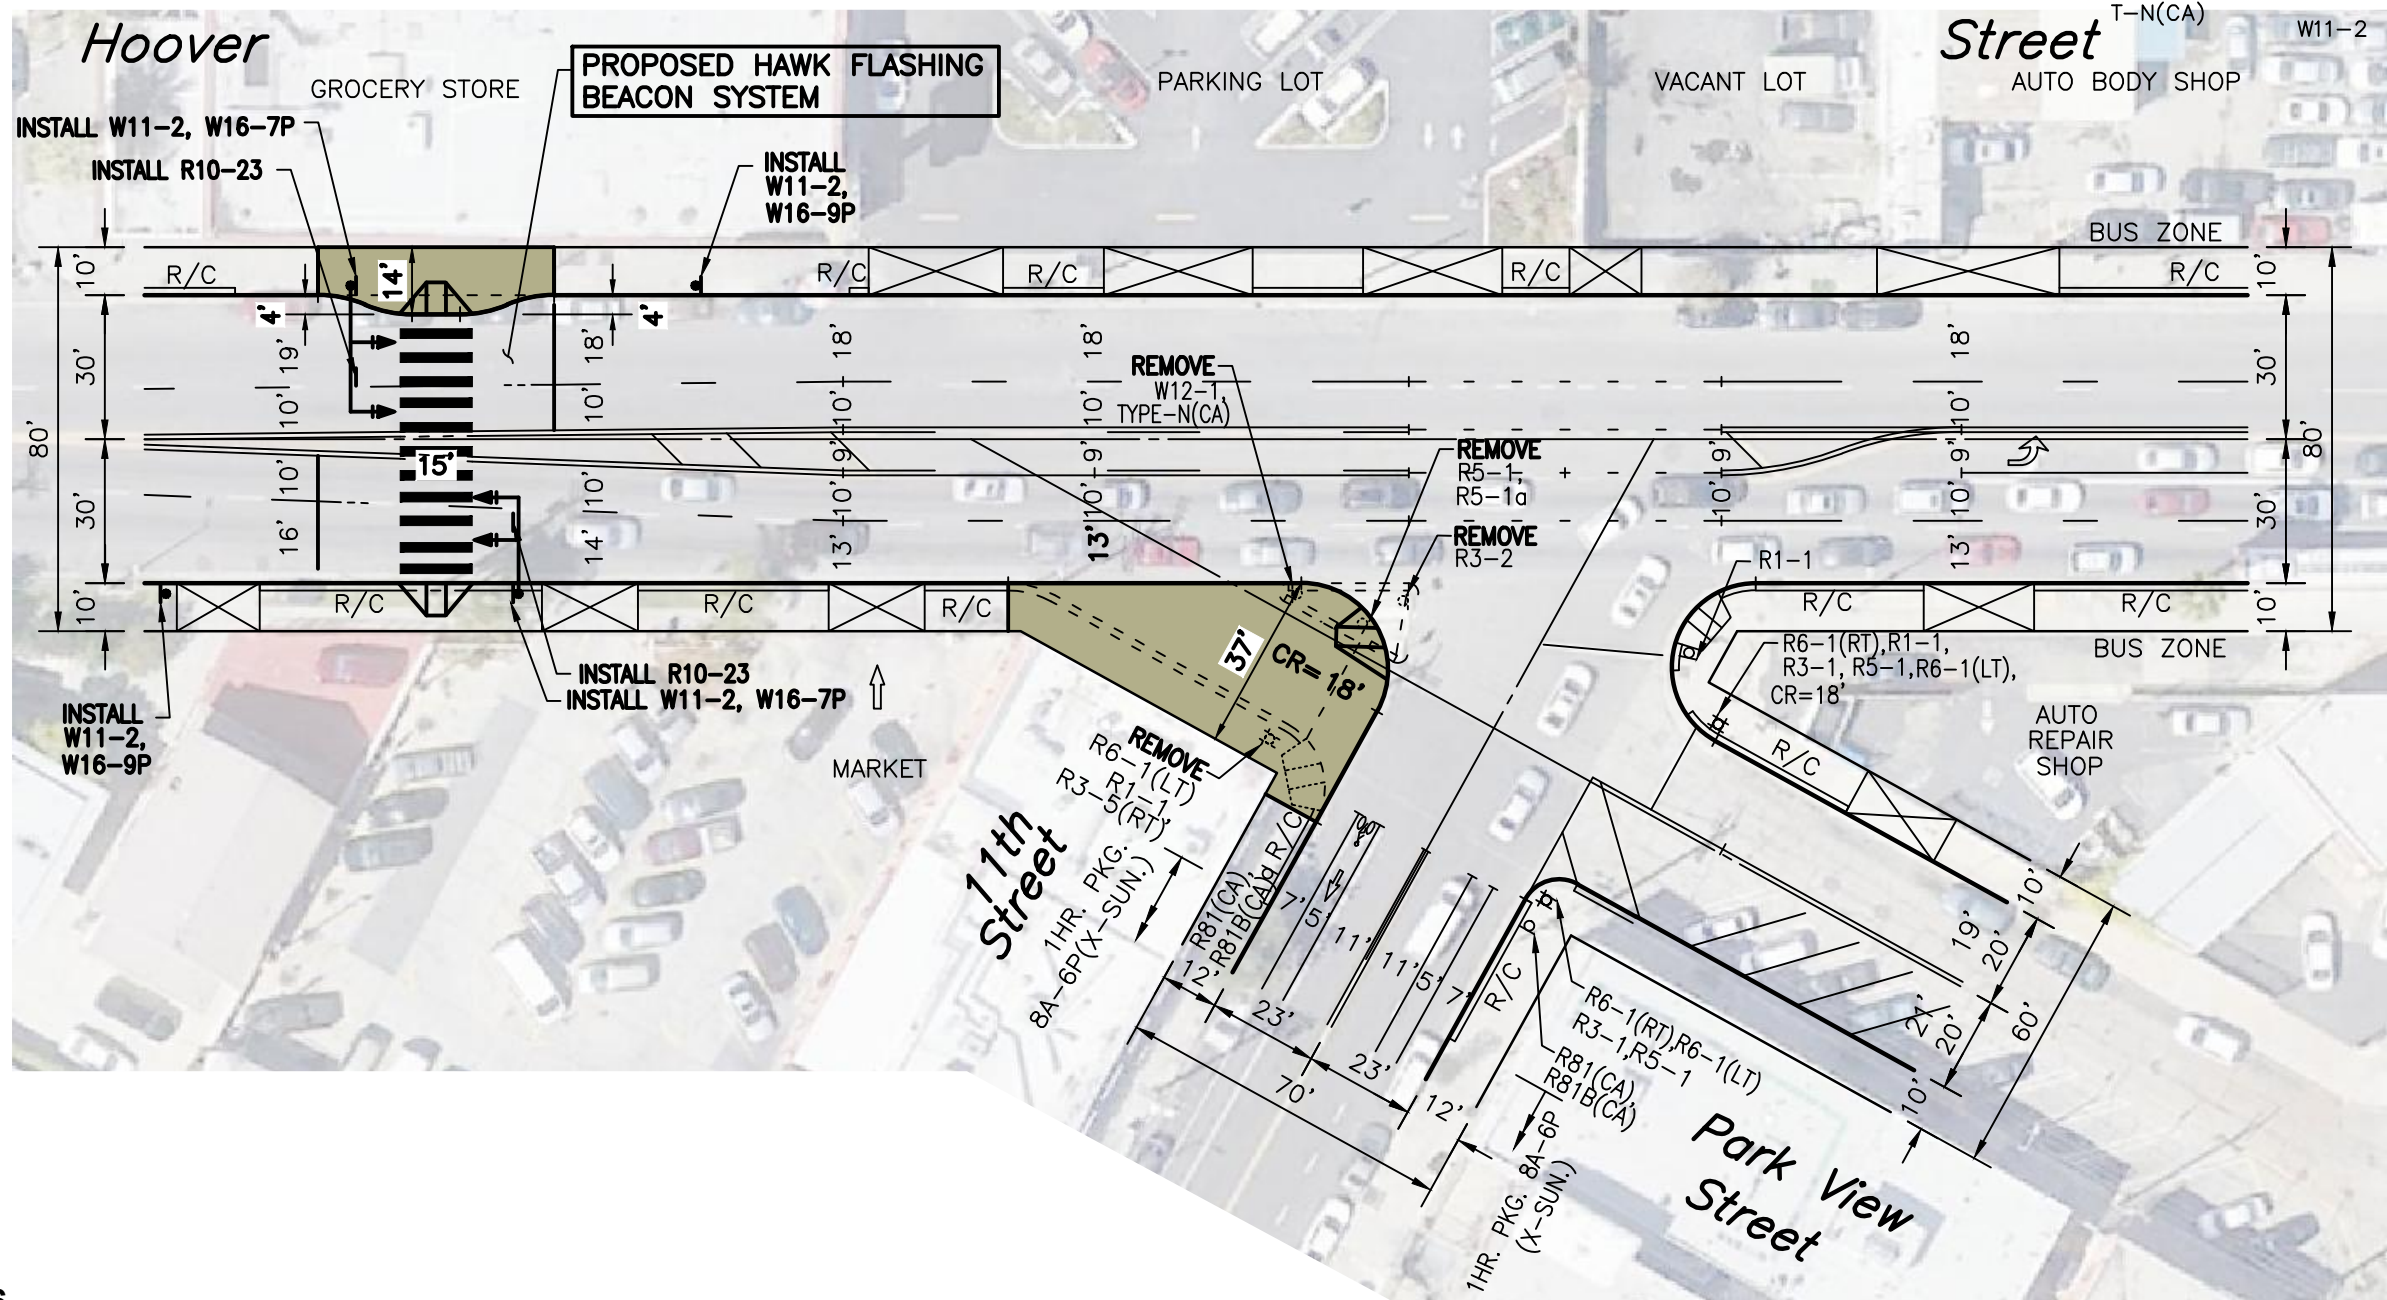 Hoover
Street
T-N(CA)
W11-2
GROCERY STORE
PROPOSED HAWK FLASHING
BEACON SYSTEM
PARKING LOT
VACANT LOT
AUTO BODY SHOP
INSTALL W11-2, W16-7P
INSTALL R10-23
INSTALL
W11-2,
W16-9P
BUS ZONE
10'
R/C
14'
R/C
R/C
R/C
R/C
10'
4'
4'
80'
30'
19'
18'
18'
18'
18'
30'
80'
REMOVE
W12-1,
TYPE-N(CA)
10'
10'
10'
10'
10'
REMOVE
R5-1,
R5-1a
15'
9'
9'
9'
9'
30'
10'
10'
10'
10'
10'
10'
30'
16'
14'
13'
13'
13'
REMOVE
R3-2
R1-1
10'
R/C
R/C
R/C
R/C
R/C
10'
37'
CR= 18'
R6-1(RT),R1-1,
R3-1, R5-1,R6-1(LT),
CR=18'
BUS ZONE
INSTALL R10-23
INSTALL W11-2, W16-7P
INSTALL
W11-2,
W16-9P
MARKET
REMOVE
R6-1(LT)
R1-1,
R3-5(RT),
R/C
AUTO
REPAIR
SHOP
11th
Street
1HR. PKG.
8A-6P(X-SUN.)
R81(CA),
R81B(CA)
R/C
7'
5'
11'
11'
5'
7'
R/C
12'
23'
23'
12'
70'
10'
19'
20'
21'
20'
60'
10'
R6-1(RT),R6-1(LT)
R3-1,R5-1
R81(CA),
R81B(CA)
1HR. PKG. 8A-6P
(X-SUN.)
Park View
Street